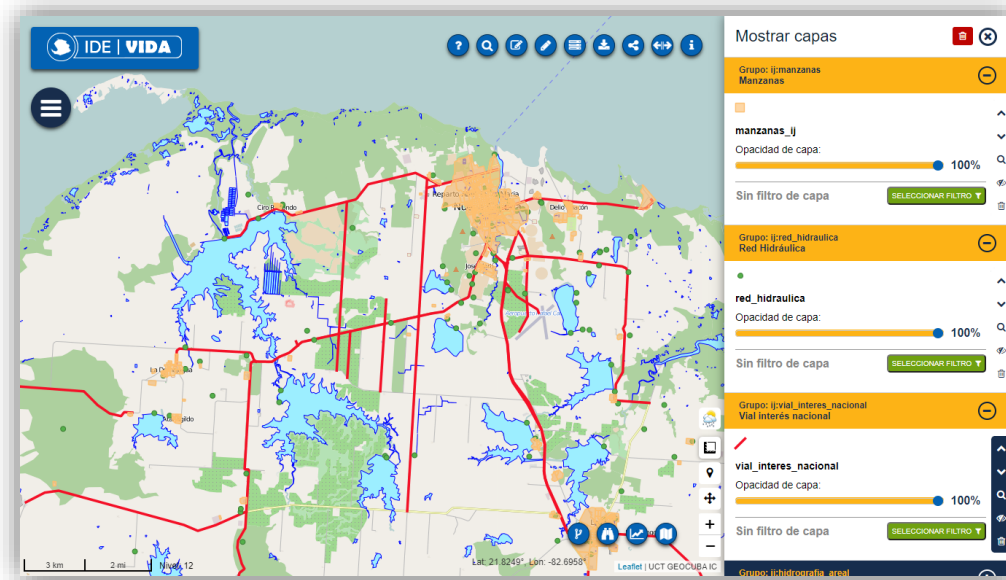 IDE | VIDA
Mostrar capas
Grupo: ij:manzanas
Manzanas
manzanas_ij
Opacidad de capa:
100%
Sin filtro de capa
SELECCIONAR FILTRO
Grupo: ij:red_hidraulica
Red Hidráulica
red_hidraulica
Opacidad de capa:
100%
Sin filtro de capa
SELECCIONAR FILTRO
Grupo: ij:vial_interes_nacional
Vial interés nacional
vial_interes_nacional
Opacidad de capa:
100%
Sin filtro de capa
SELECCIONAR FILTRO
Grupo: ij:hidrografia_areal
Ciro
Reparto
Delio
3 km
2 mi
Nivel: 12
Lat: 21.8249°, Lon: -82.6958°
Leaflet | UCT GEOCUBA IC